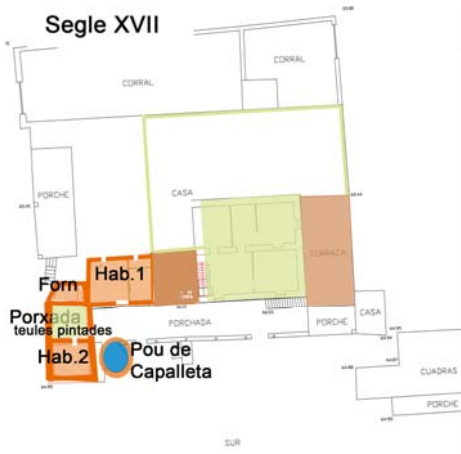 Segle XVII
CORRAL
CORRAL
PORCHE
CASA
TERRAZA
Forn
Hab.1
Porxada
teules pintades
Hab.2
Pou de
Capalleta
PORCHADA
PORCHE
CASA
CUADRAS
PORCHE
SUR